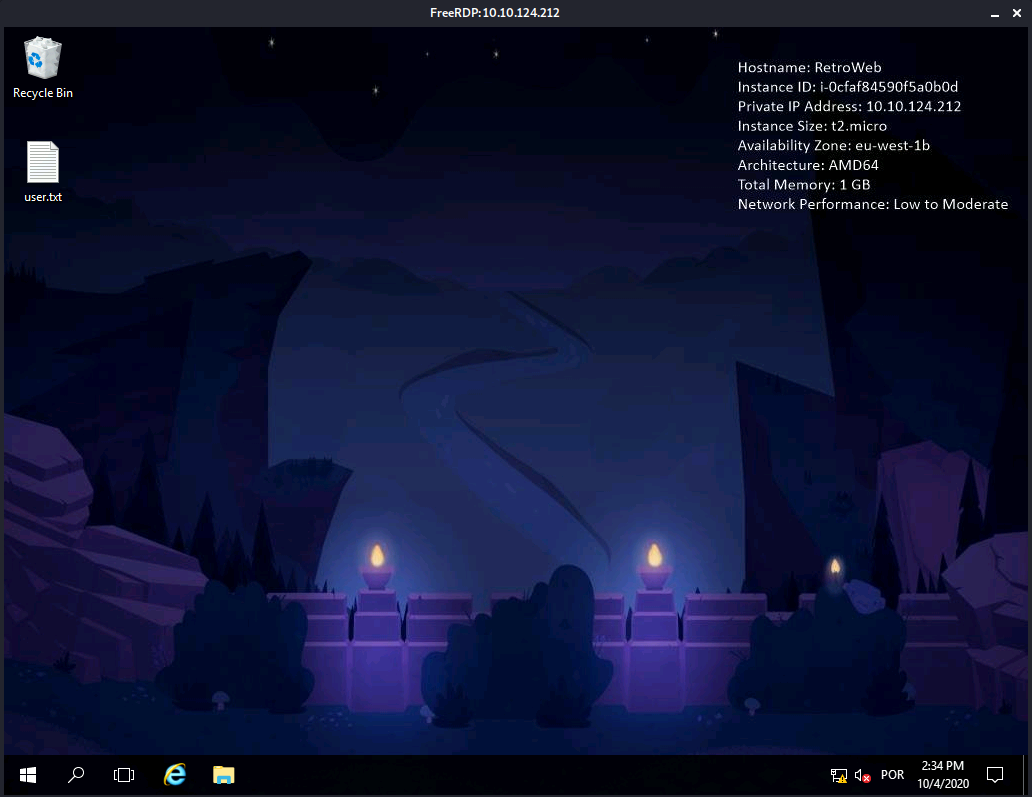 FreeRDP:10.10.124.212
Recycle Bin
user.txt
Hostname: RetroWeb
Instance ID: i-0cfaf84590f5a0b0d
Private IP Address: 10.10.124.212
Instance Size: t2.micro
Availability Zone: eu-west-1b
Architecture: AMD64
Total Memory: 1 GB
Network Performance: Low to Moderate
POR
2:34 PM
10/4/2020